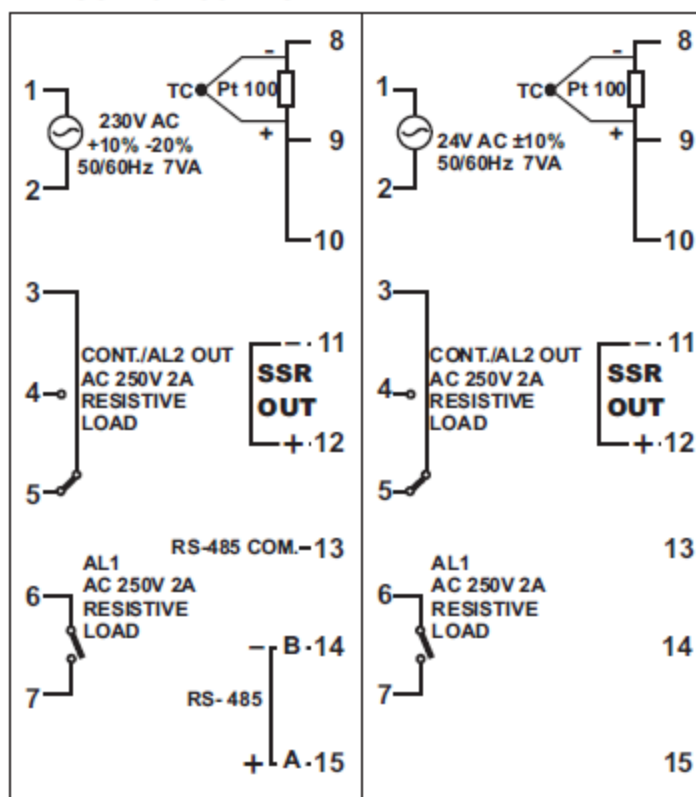 8
1
TC
Pt 100
-
+
230V AC
+10% -20%
50/60Hz 7VA
9
2
10
3
CONT./AL2 OUT
AC 250V 2A
RESISTIVE
LOAD
4
5
- 11
SSR
OUT
+ 12
RS-485 COM. 13
AL1
AC 250V 2A
RESISTIVE
LOAD
6
7
- B 14
RS- 485
+ A 15
8
1
TC
Pt 100
-
+
24V AC ±10%
50/60Hz 7VA
9
2
10
3
CONT./AL2 OUT
AC 250V 2A
RESISTIVE
LOAD
4
5
- 11
SSR
OUT
+ 12
13
AL1
AC 250V 2A
RESISTIVE
LOAD
6
7
14
15